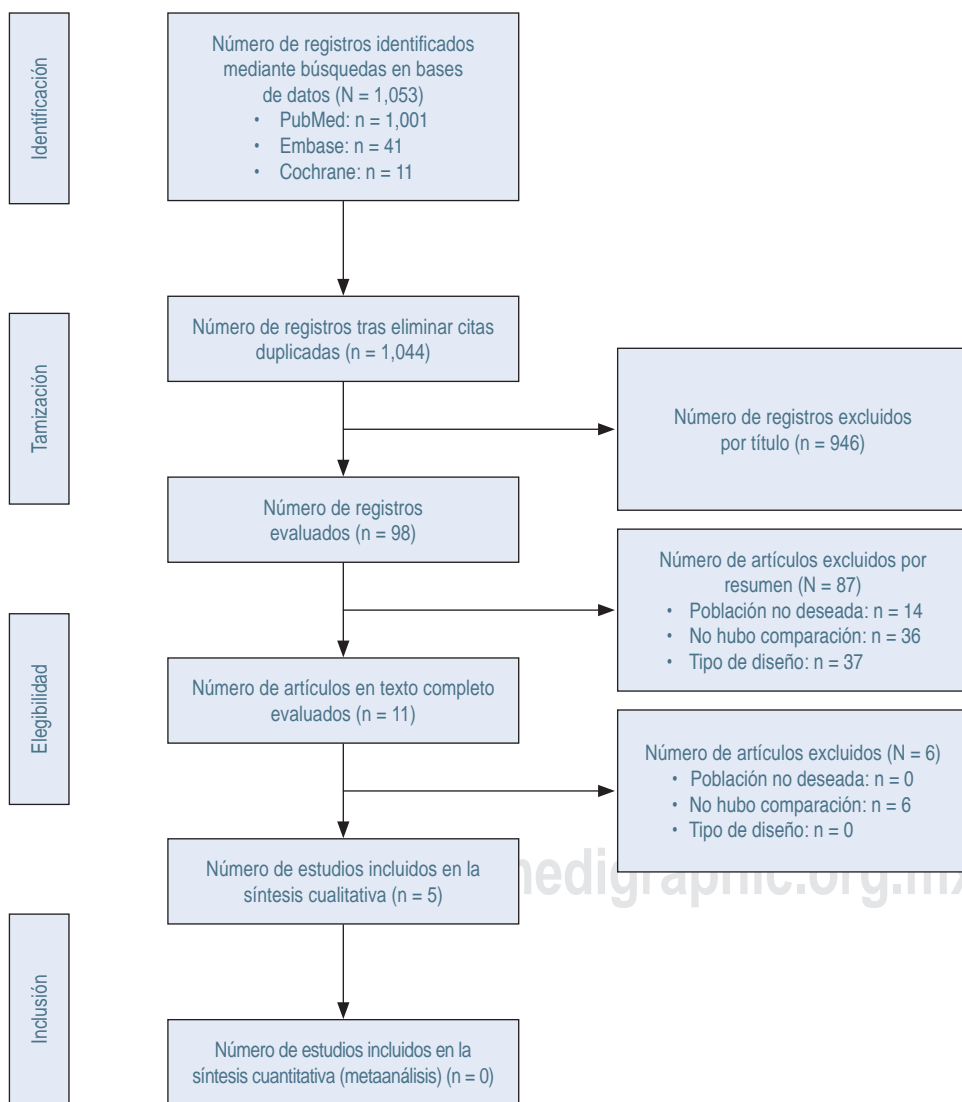 Identificación
Número de registros identificados
mediante búsquedas en bases
de datos (N = 1,053)
• PubMed: n = 1,001
• Embase: n = 41
• Cochrane: n = 11
Tamización
Número de registros tras eliminar citas
duplicadas (n = 1,044)
Número de registros excluidos
por título (n = 946)
Número de registros
evaluados (n = 98)
Número de artículos excluidos por
resumen (N = 87)
• Población no deseada: n = 14
• No hubo comparación: n = 36
• Tipo de diseño: n = 37
Elegibilidad
Número de artículos en texto completo
evaluados (n = 11)
Número de artículos excluidos (N = 6)
• Población no deseada: n = 0
• No hubo comparación: n = 6
• Tipo de diseño: n = 0
Número de estudios incluidos en la
síntesis cualitativa (n = 5)
medigraphic.org.mx
Inclusión
Número de estudios incluidos en la
síntesis cuantitativa (metaanálisis) (n = 0)